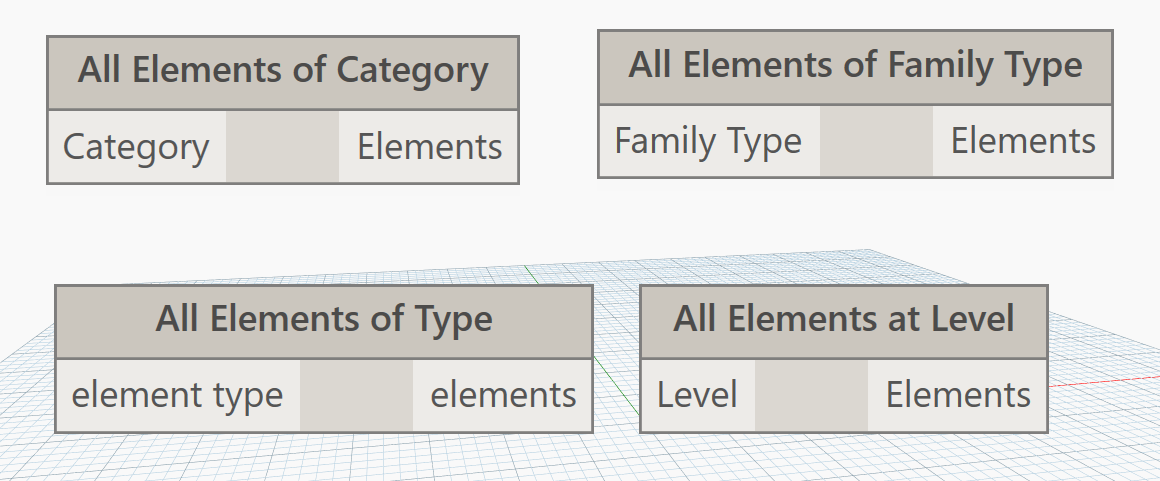 All Elements of Category
Category
Elements
All Elements of Family Type
Family Type
Elements
All Elements of Type
element type
elements
All Elements at Level
Level
Elements